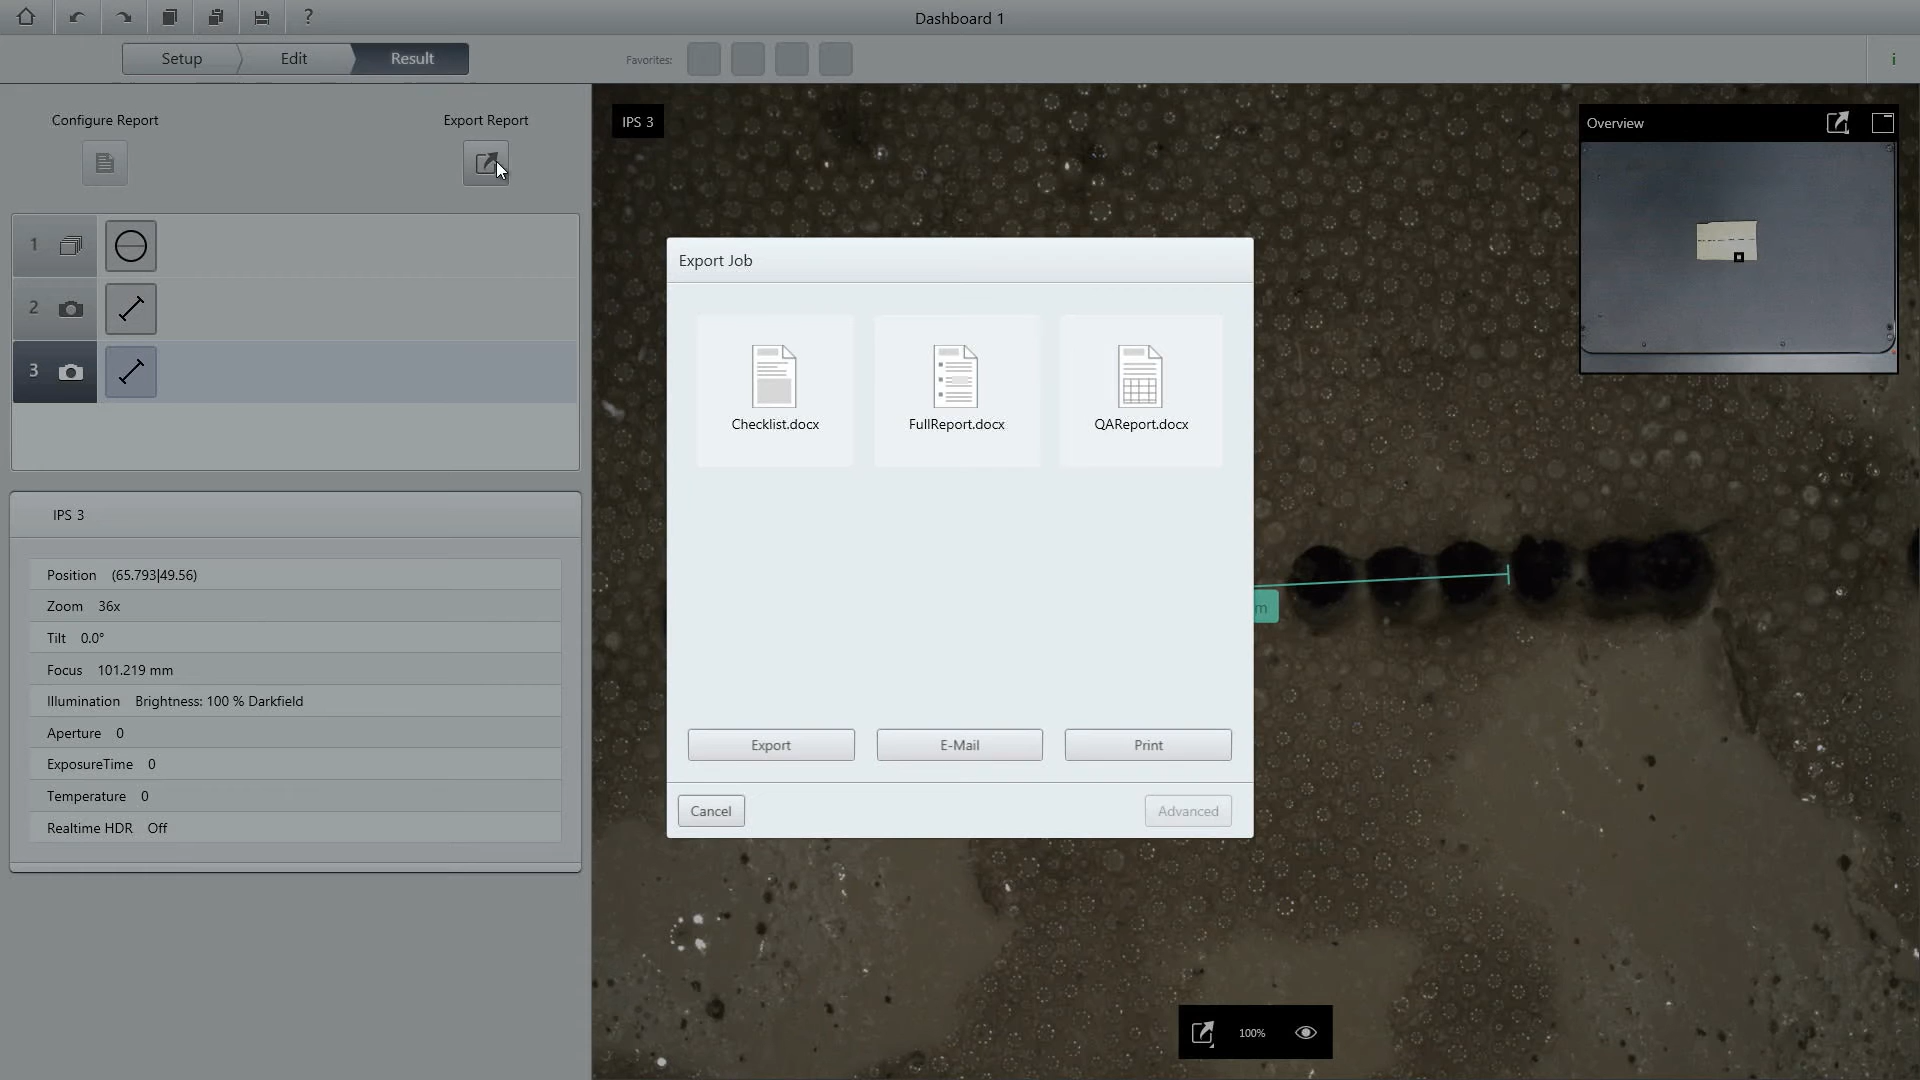 Dashboard 1
Setup
Edit
Result
Favorites:
i
Configure Report
Export Report
1
2
3
IPS 3
Position (65.793|49.56)
Zoom 36x
Tilt 0.0°
Focus 101.219 mm
Illumination Brightness: 100 % Darkfield
Aperture 0
ExposureTime 0
Temperature 0
Realtime HDR Off
IPS 3
Overview
Export Job
Checklist.docx
FullReport.docx
QAReport.docx
m
Export
E-Mail
Print
Cancel
Advanced
100%